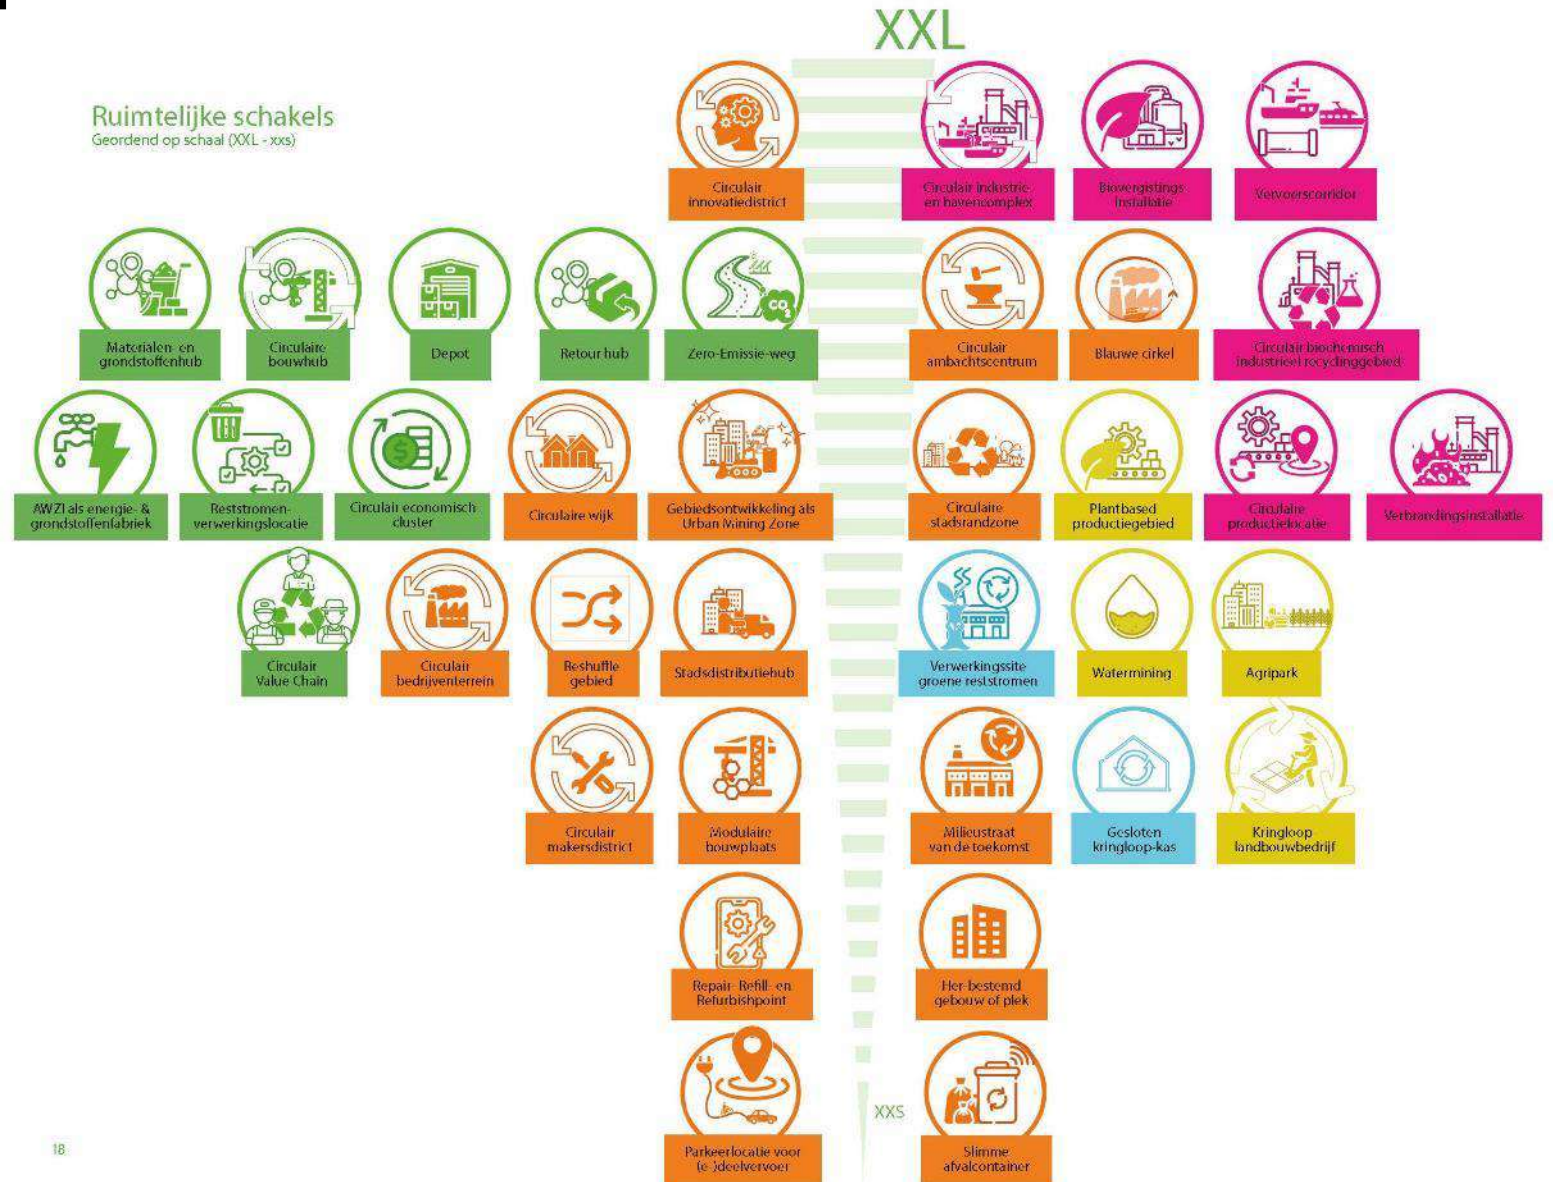 XXL
Ruimtelijke schakels
Geordend op schaal (XXL - xxs)
Circulair
innovatiedistrict
Circulair industrie-
en havencomplex
Biovergistings
Installatie
Vervoerscorridor
Materialen- en
grondstoffenhub
Circulaire
bouwhub
Depot
Retour hub
Zero-Emissie-weg
CO2
Circulair
ambachtscentrum
Blauwe cirkel
Circulair biochemisch
industrieel recyclinggebied
AWZI als energie- &
grondstoffenfabriek
Reststromen-
verwerkingslocatie
$
Circulair economisch
cluster
Circulaire wijk
Gebiedsontwikkeling als
Urban Mining Zone
Circulaire
stadsrandzone
Plantbased
productiegebied
Circulaire
productielocatie
Verbrandingsinstallatie
Circulair
Value Chain
Circulair
bedrijventerrein
Reshuffle
gebied
Stadsdistributiehub
Verwerkingssite
groene reststromen
Watermining
Agripark
Circulair
makersdistrict
Modulaire
bouwplaats
Milieustraat
van de toekomst
Gesloten
kringloop-kas
Kringloop
landbouwbedrijf
Repair- Refill- en
Refurbishpoint
Her-bestemd
gebouw of plek
XXS
Parkeerlocatie voor
(e-)deelvervoer
Slimme
afvalcontainer
18